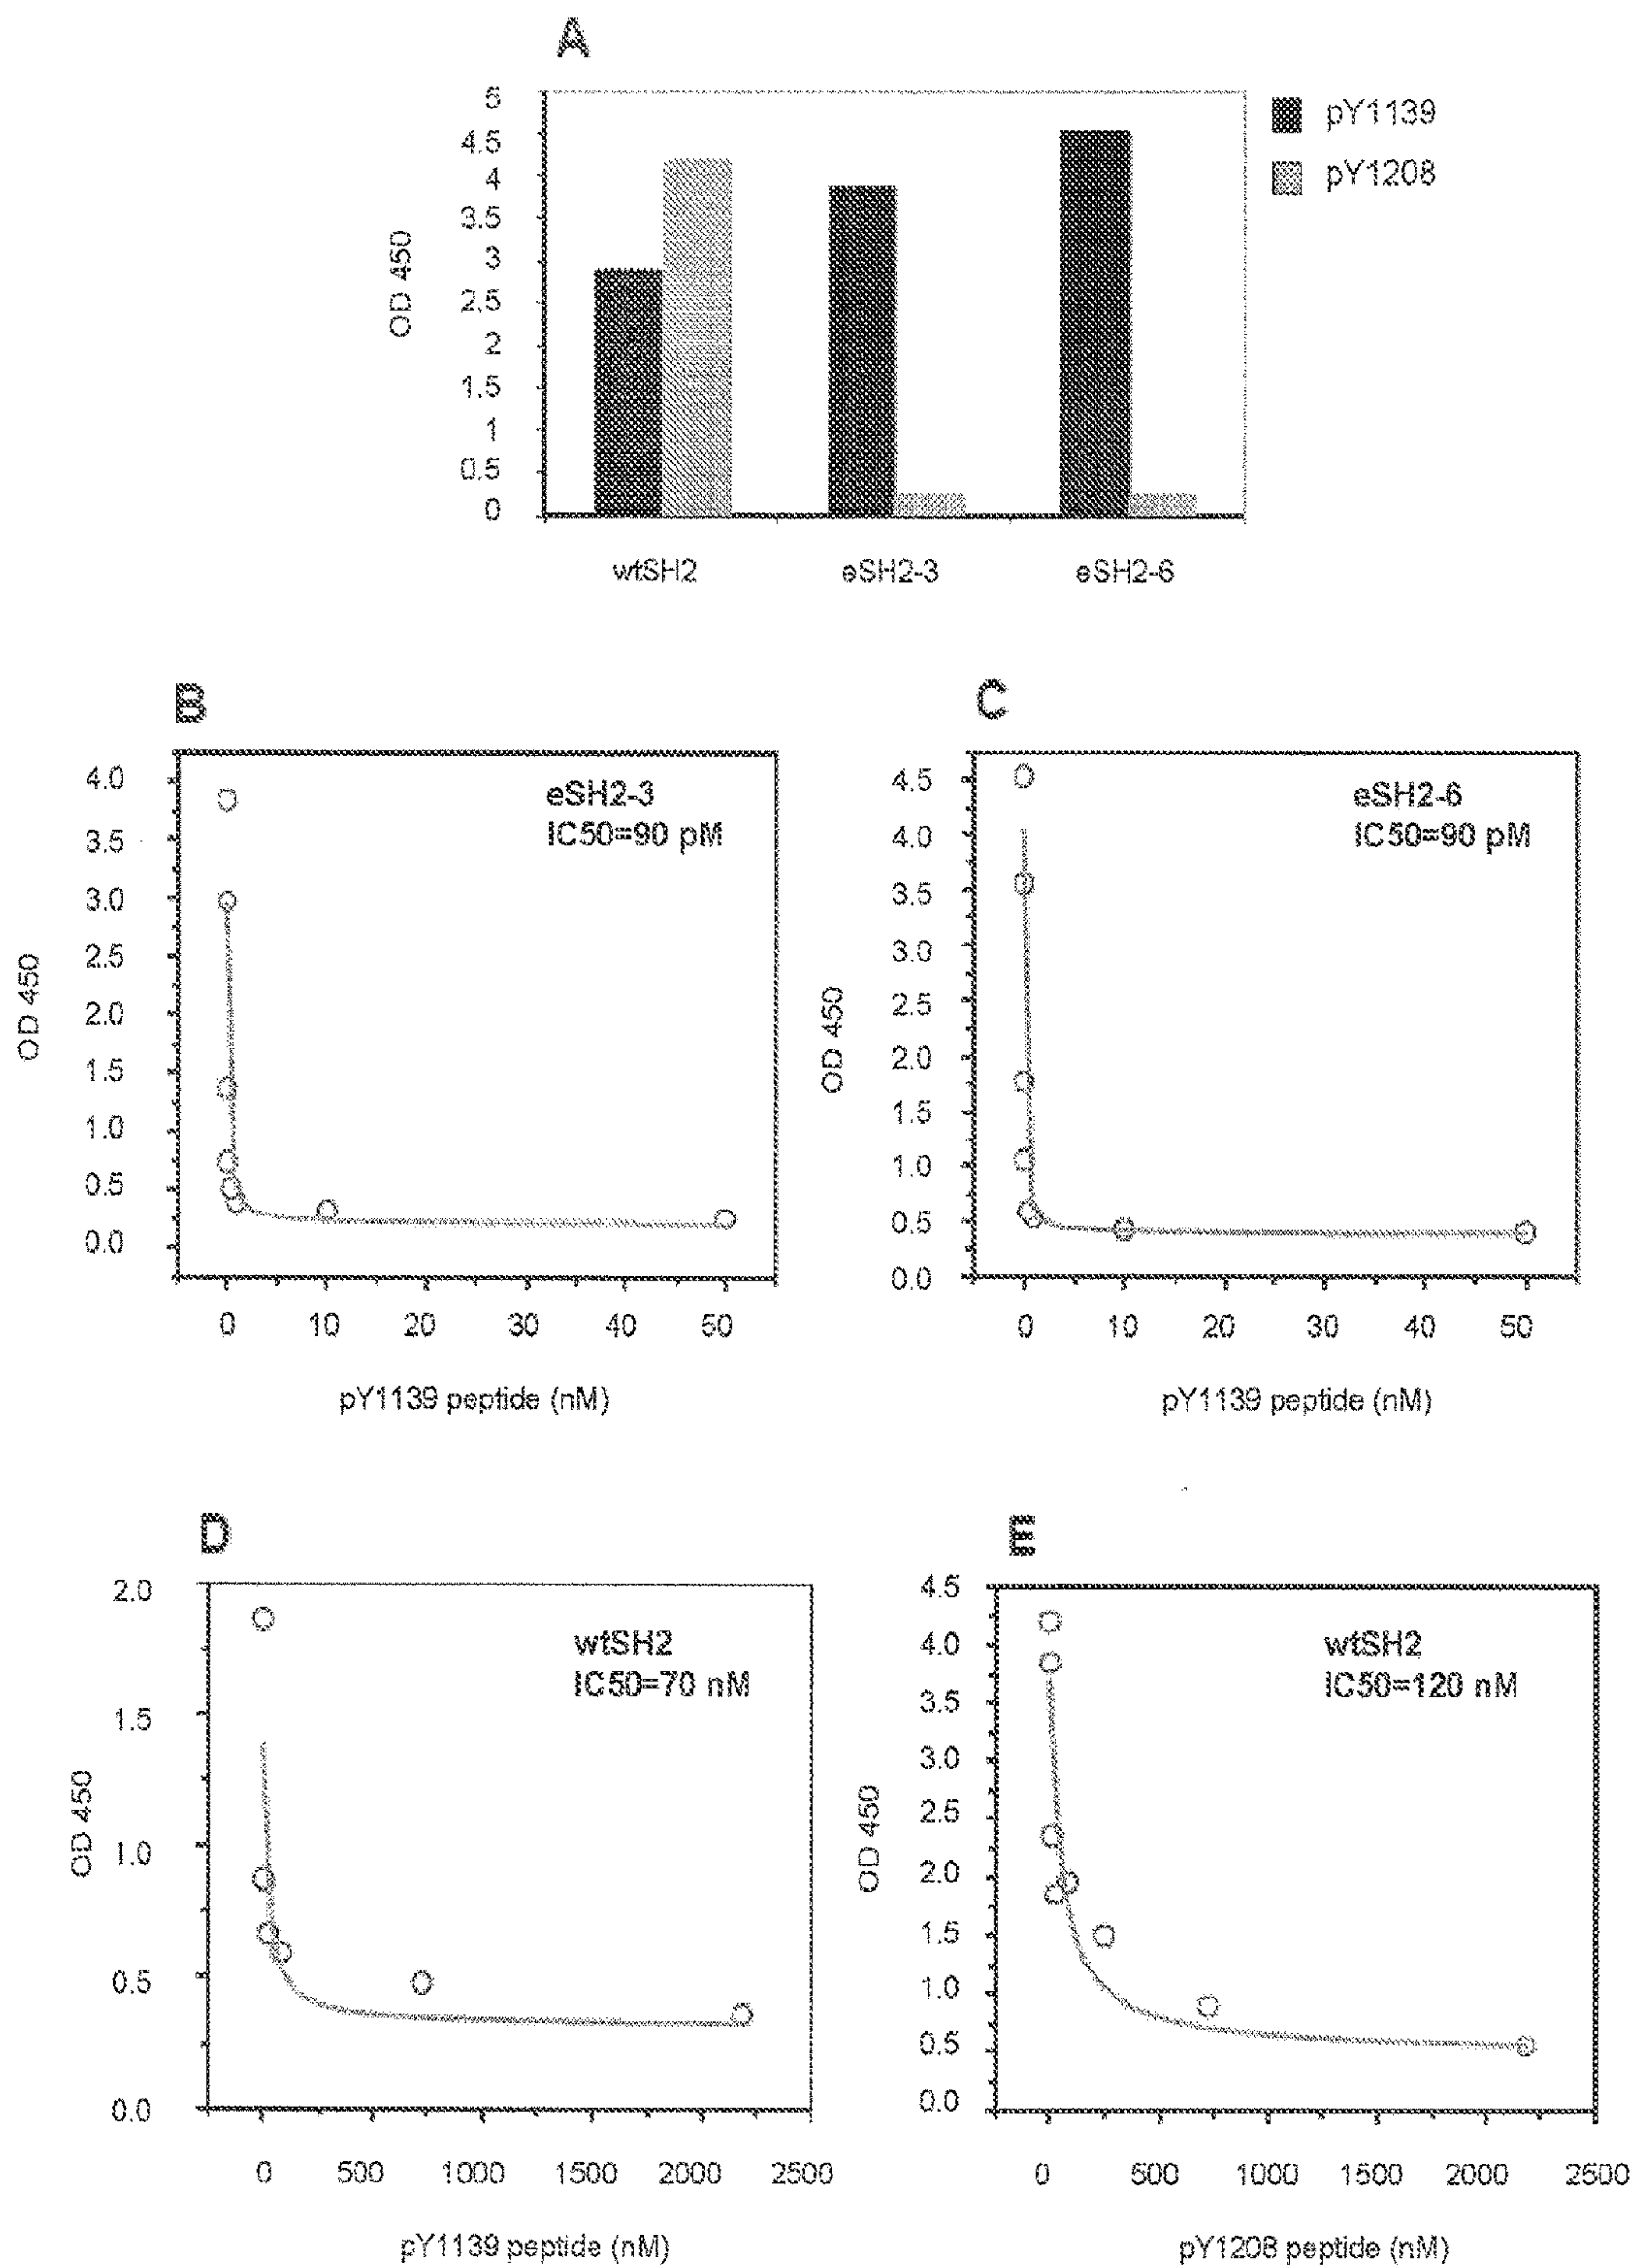 A
5
4.5
4
3.5
3
2.5
2
1.5
1
0.5
0
OD 450
pY1139
pY1208
wtSH2
eSH2-3
eSH2-6
B
4.0
3.5
3.0
2.5
2.0
1.5
1.0
0.5
0.0
OD 450
eSH2-3
IC50=90 pM
0 10 20 30 40 50
pY1139 peptide (nM)
C
4.5
4.0
3.5
3.0
2.5
2.0
1.5
1.0
0.5
0.0
OD 450
eSH2-6
IC50=90 pM
0 10 20 30 40 50
pY1139 peptide (nM)
D
2.0
1.5
1.0
0.5
0.0
OD 450
wtSH2
IC50=70 nM
0 500 1000 1500 2000 2500
pY1139 peptide (nM)
E
4.5
4.0
3.5
3.0
2.5
2.0
1.5
1.0
0.5
0.0
OD 450
wtSH2
IC50=120 nM
0 500 1000 1500 2000 2500
pY1208 peptide (nM)